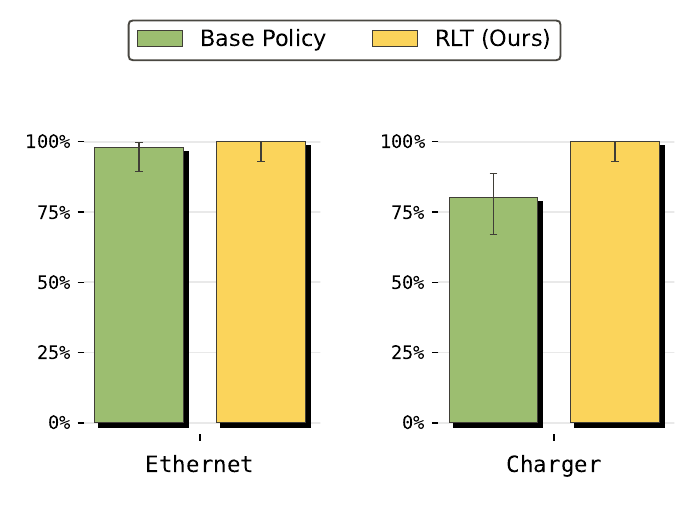 Base Policy RLT (Ours)
100% 100%
75% 75%
50% 50%
25% 25%
0% 0%
Ethernet Charger